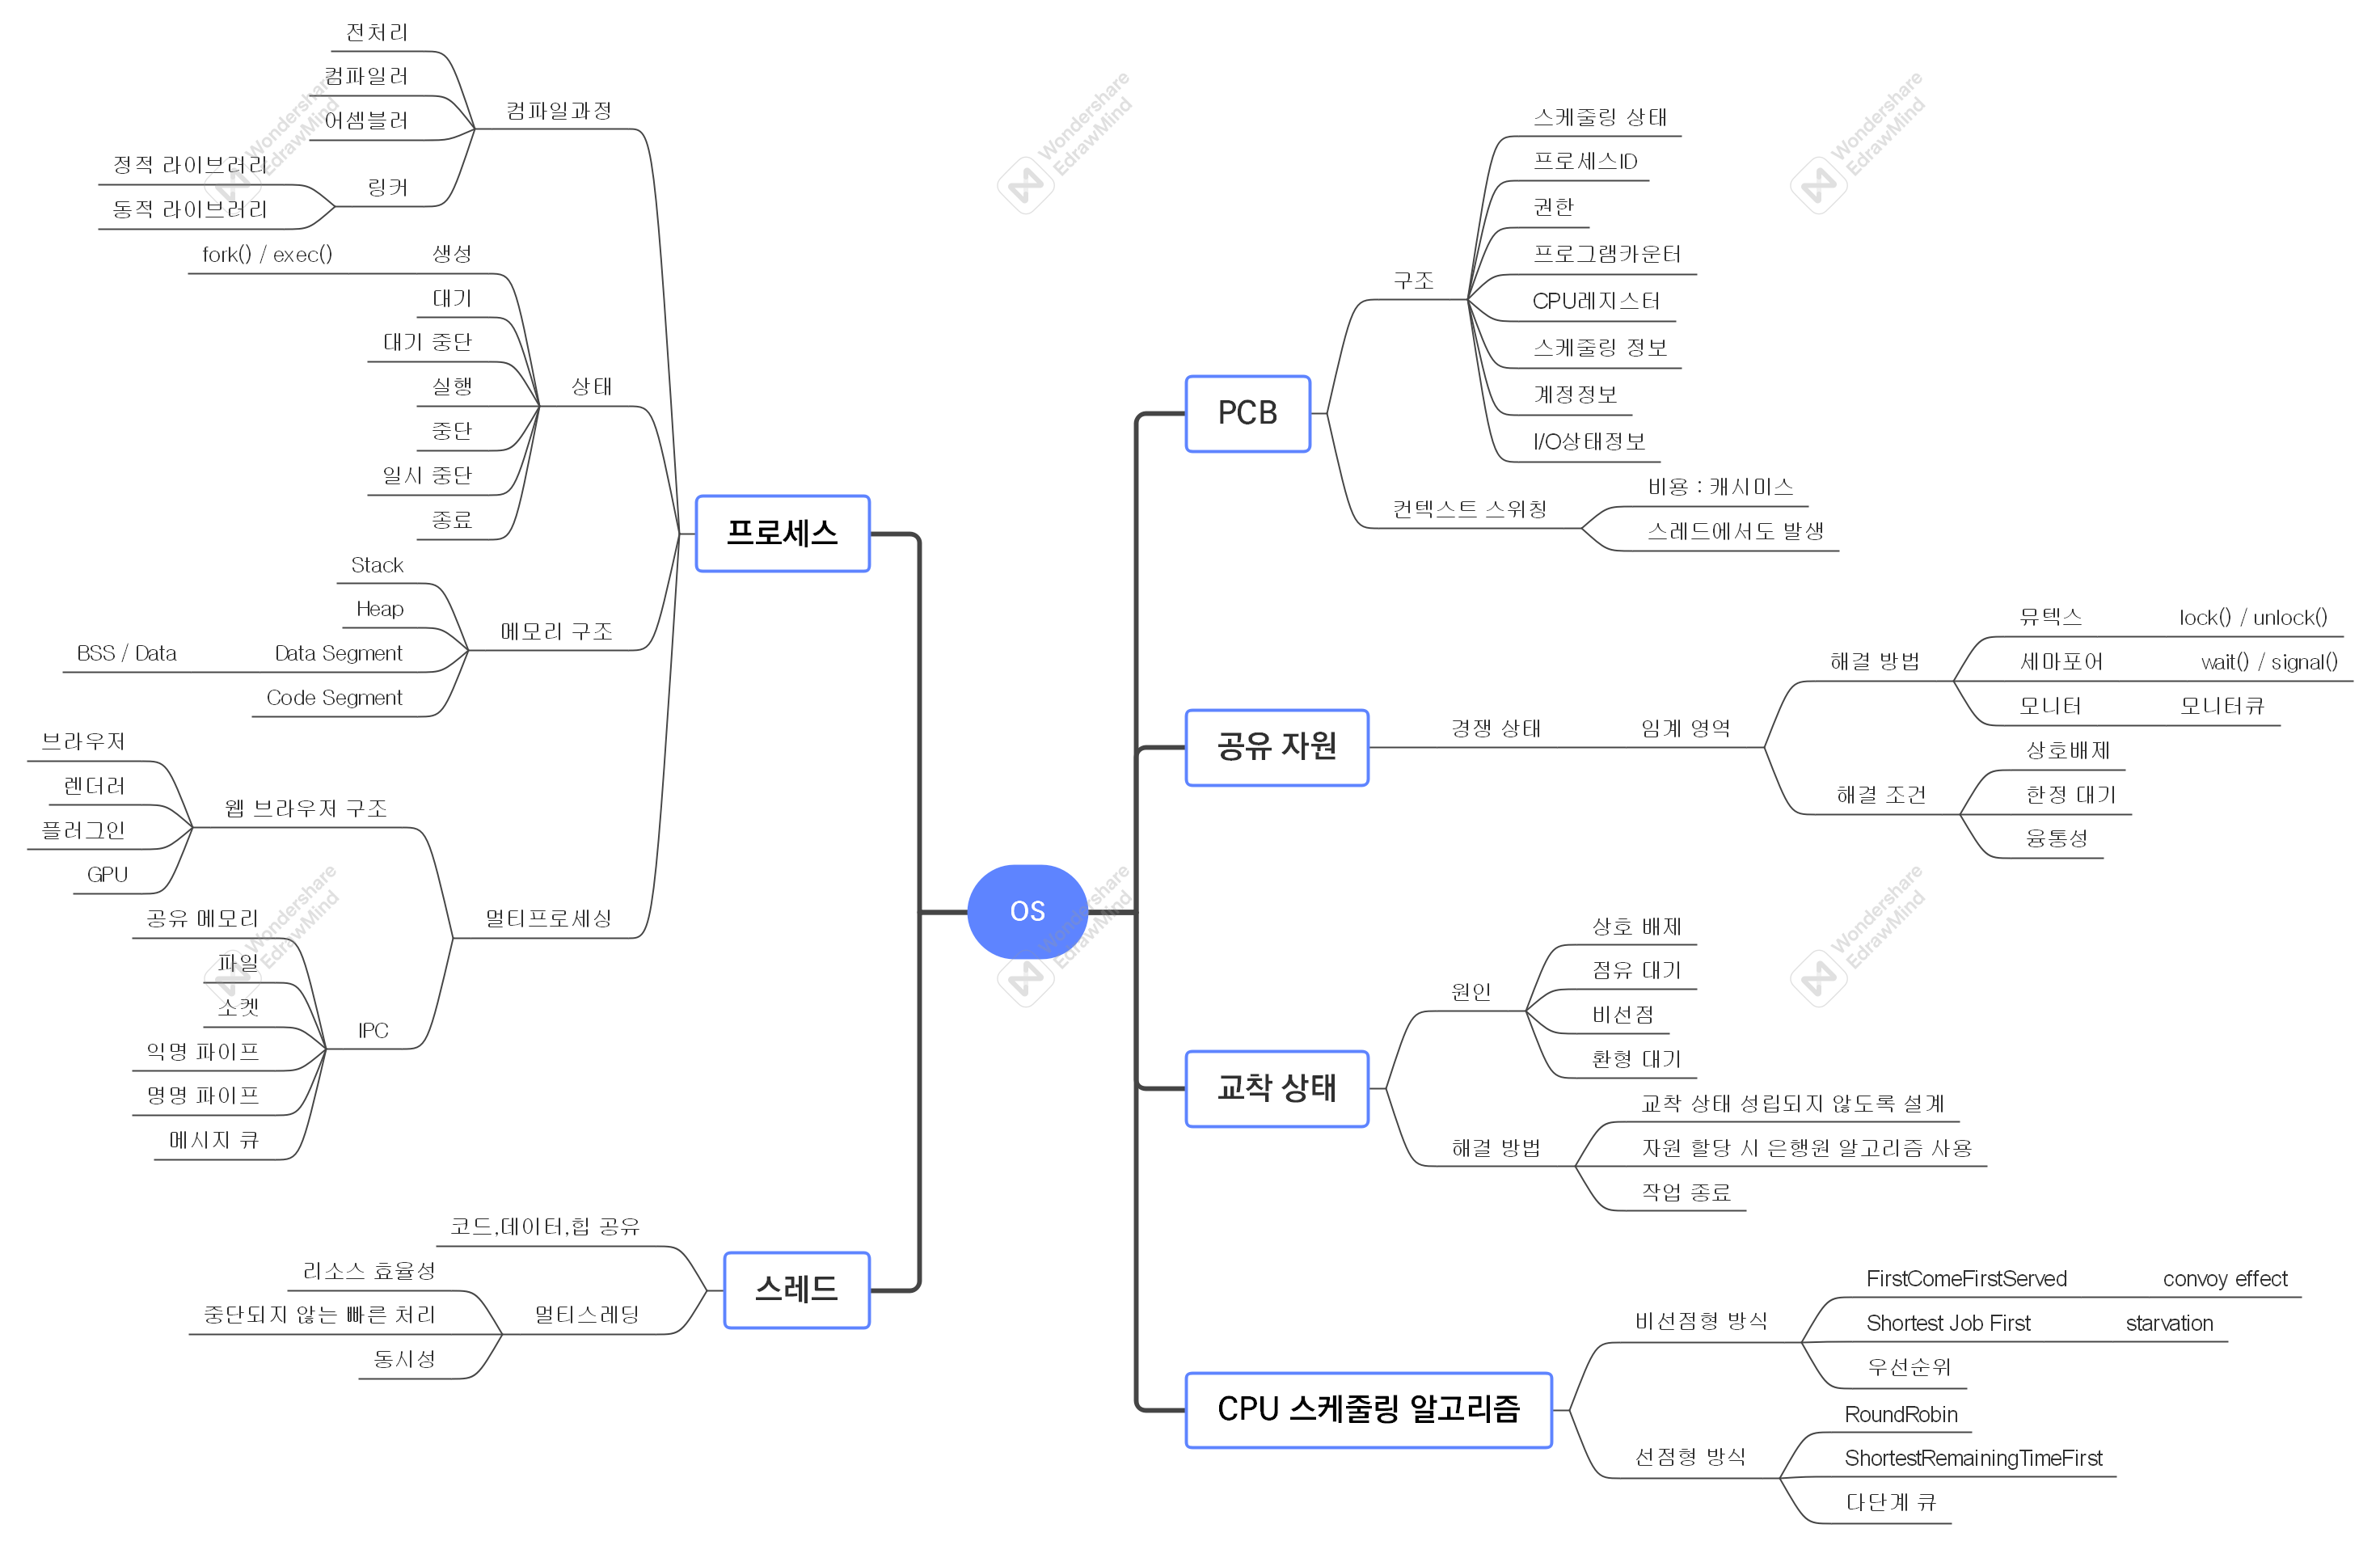 OS
프로세스
컴파일과정
전처리
컴파일러
어셈블러
링커
정적 라이브러리
동적 라이브러리
상태
생성
fork() / exec()
대기
대기 중단
실행
중단
일시 중단
종료
메모리 구조
Stack
Heap
Data Segment
BSS / Data
Code Segment
멀티프로세싱
웹 브라우저 구조
브라우저
렌더러
플러그인
GPU
IPC
공유 메모리
파일
소켓
익명 파이프
명명 파이프
메시지 큐
스레드
코드,데이터,힙 공유
멀티스레딩
리소스 효율성
중단되지 않는 빠른 처리
동시성
PCB
구조
스케줄링 상태
프로세스ID
권한
프로그램카운터
CPU레지스터
스케줄링 정보
계정정보
I/O상태정보
컨텍스트 스위칭
비용 : 캐시미스
스레드에서도 발생
공유 자원
경쟁 상태
임계 영역
해결 방법
뮤텍스
lock() / unlock()
세마포어
wait() / signal()
모니터
모니터큐
해결 조건
상호배제
한정 대기
융통성
교착 상태
원인
상호 배제
점유 대기
비선점
환형 대기
해결 방법
교착 상태 성립되지 않도록 설계
자원 할당 시 은행원 알고리즘 사용
작업 종료
CPU 스케줄링 알고리즘
비선점형 방식
FirstComeFirstServed
convoy effect
Shortest Job First
starvation
우선순위
선점형 방식
RoundRobin
ShortestRemainingTimeFirst
다단계 큐
Wondershare
EdrawMind
Wondershare
EdrawMind
Wondershare
EdrawMind
Wondershare
EdrawMind
Wondershare
EdrawMind
Wondershare
EdrawMind